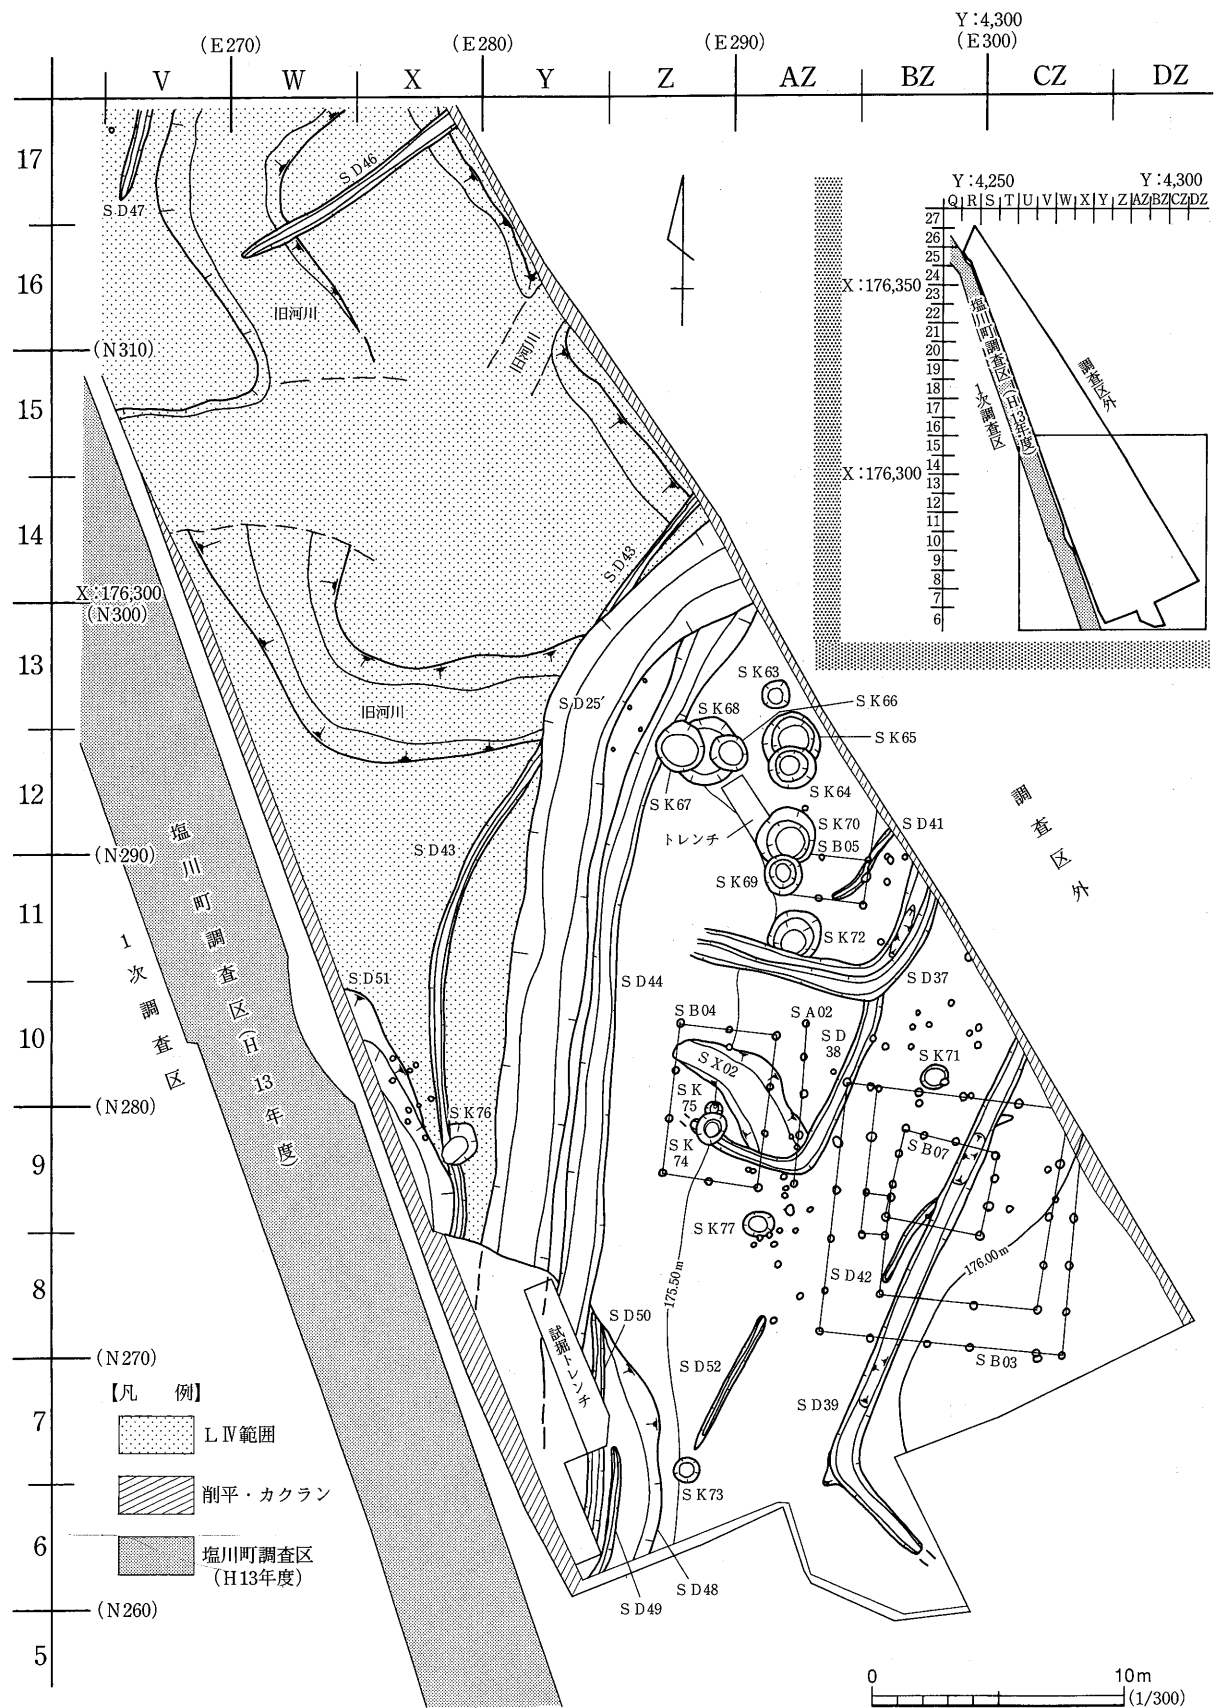 Y:4,300
(E270)
(E280)
(E290)
(E300)
V W X Y Z AZ BZ CZ DZ
17
16
15
14
13
12
11
10
9
8
7
6
5
(N310)
X:176,300
(N300)
(N290)
(N280)
(N270)
(N260)
SD47
SD46
旧河川
旧河川
SD43
旧河川
SD25′
SK63
SK68
SK66
SK65
SK67
SK64
トレンチ
SK70
SB05
SD41
SK69
SD43
SK72
SD51
SD44
SD37
SB04
SA02
SD
38
SX02
SK71
SK
75
SK
74
SK76
SB07
SK77
175.50m
SD42
176.00m
SD50
試掘トレンチ
SD52
SB03
SD39
SK73
SD48
SD49
塩川町調査区(H13年度)
1次調査区
調査区外
Y:4,250
Y:4,300
Q R S T U V W X Y Z AZ BZ CZ DZ
27
26
25
24
X:176,350
23
22
21
20
19
18
17
16
15
14
X:176,300
13
12
11
10
9
8
7
6
塩川町調査区(H13年度)
1次調査区
調査区外
【凡 例】
LⅣ範囲
削平・カクラン
塩川町調査区
(H13年度)
0 10m
(1/300)